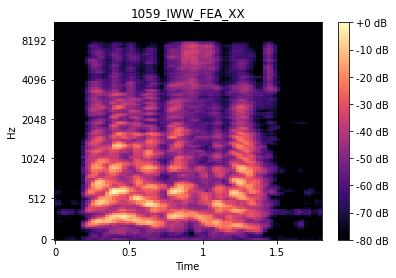 1059_IWW_FEA_XX
8192
4096
2048
1024
512
0
Hz
0
0.5
1
1.5
Time
+0 dB
-10 dB
-20 dB
-30 dB
-40 dB
-50 dB
-60 dB
-70 dB
-80 dB